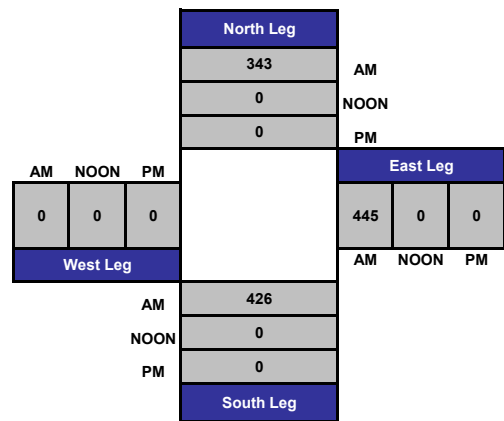 North Leg
343 AM
0 NOON
0 PM
AM NOON PM East Leg
0 0 0 445 0 0
West Leg AM NOON PM
AM 426
NOON 0
PM 0
South Leg